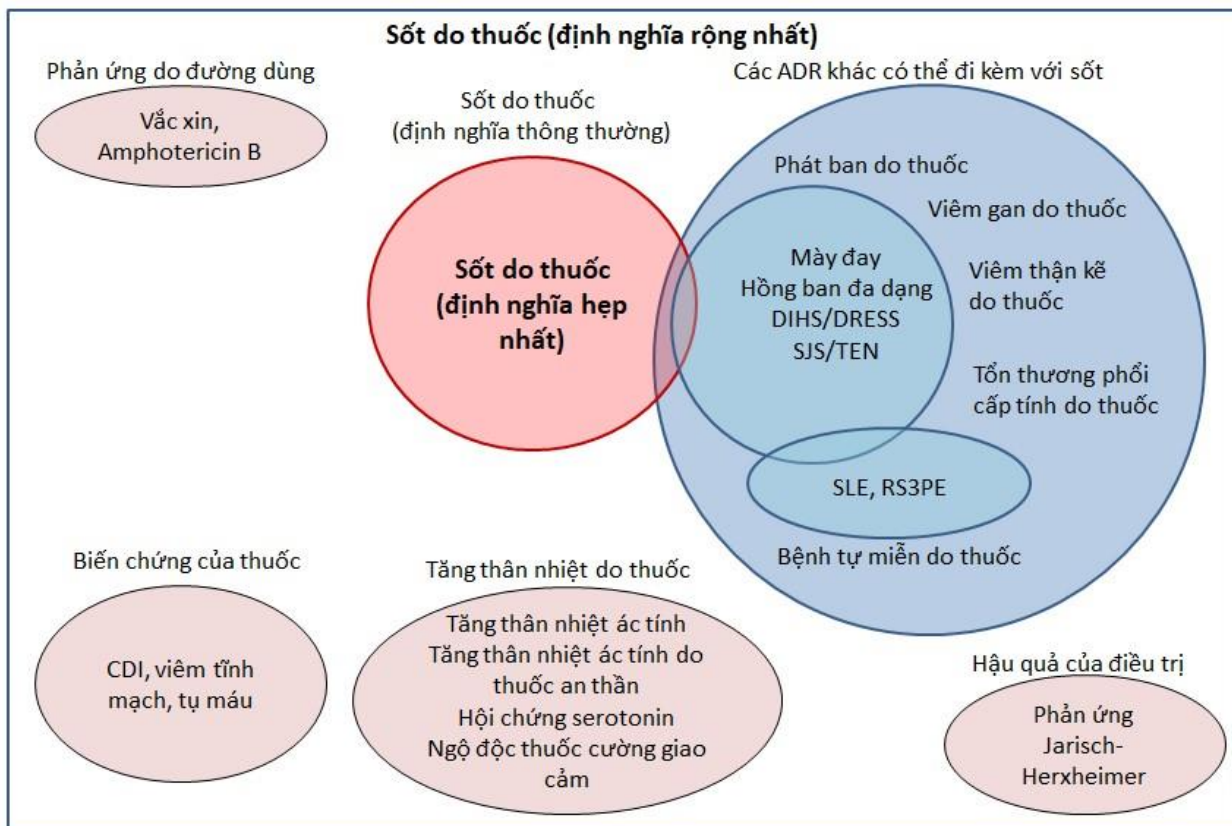 Sốt do thuốc (định nghĩa rộng nhất)
Phản ứng do đường dùng
Vắc xin,
Amphotericin B
Sốt do thuốc
(định nghĩa thông thường)
Sốt do thuốc
(định nghĩa hẹp
nhất)
Các ADR khác có thể đi kèm với sốt
Phát ban do thuốc
Viêm gan do thuốc
Mày đay
Hồng ban đa dạng
DIHS/DRESS
SJS/TEN
Viêm thận kẽ
do thuốc
Tổn thương phổi
cấp tính do thuốc
SLE, RS3PE
Bệnh tự miễn do thuốc
Biến chứng của thuốc
CDI, viêm tĩnh
mạch, tụ máu
Tăng thân nhiệt do thuốc
Tăng thân nhiệt ác tính
Tăng thân nhiệt ác tính do
thuốc an thần
Hội chứng serotonin
Ngộ độc thuốc cường giao
cảm
Hậu quả của điều trị
Phản ứng
Jarisch-
Herxheimer